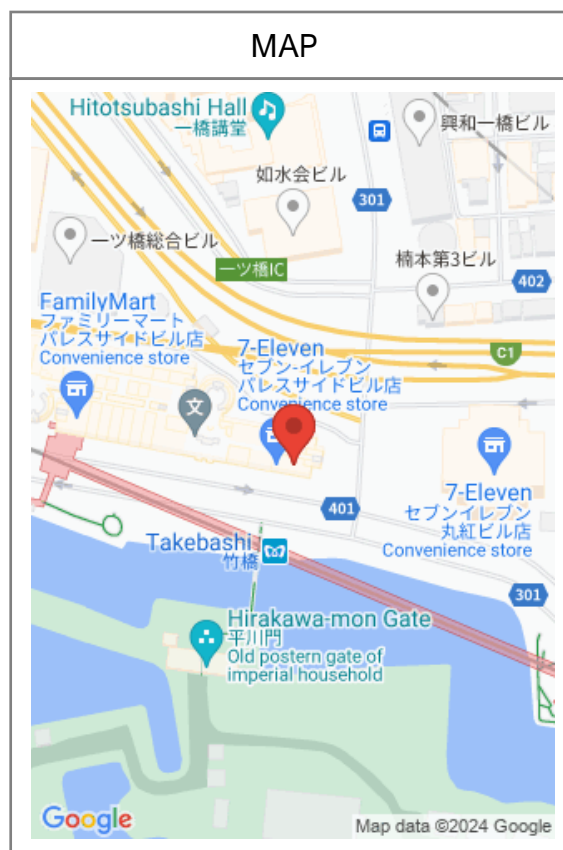 MAP
Hitotsubashi Hall
一橋講堂
興和一橋ビル
如水会ビル
301
一ツ橋総合ビル
一ツ橋IC
楠本第3ビル
402
FamilyMart
ファミリーマート
パレスサイドビル店
Convenience store
7-Eleven
セブン-イレブン
パレスサイドビル店
Convenience store
C1
文
7-Eleven
セブンイレブン
丸紅ビル店
Convenience store
401
Takebashi
竹橋
301
Hirakawa-mon Gate
平川門
Old postern gate of
imperial household
Google
Map data ©2024 Google